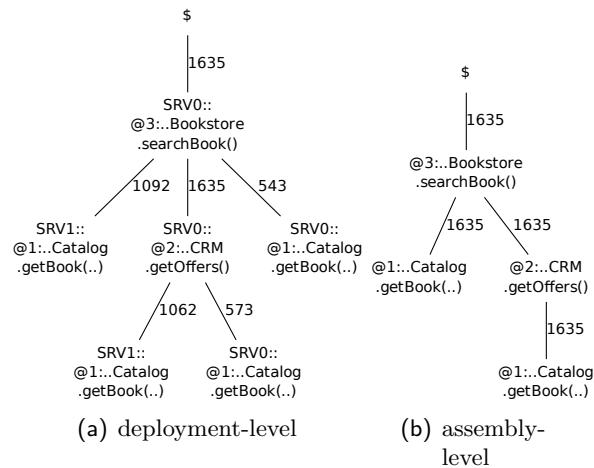 $
1635
SRV0::
@3:..Bookstore
.searchBook()
1092
1635
543
SRV1::
@1:..Catalog
.getBook(..)
SRV0::
@2:..CRM
.getOffers()
SRV0::
@1:..Catalog
.getBook(..)
1062
573
SRV1::
@1:..Catalog
.getBook(..)
SRV0::
@1:..Catalog
.getBook(..)
(a) deployment-level
$
1635
@3:..Bookstore
.searchBook()
1635
1635
@1:..Catalog
.getBook(..)
@2:..CRM
.getOffers()
1635
@1:..Catalog
.getBook(..)
(b) assembly-
level